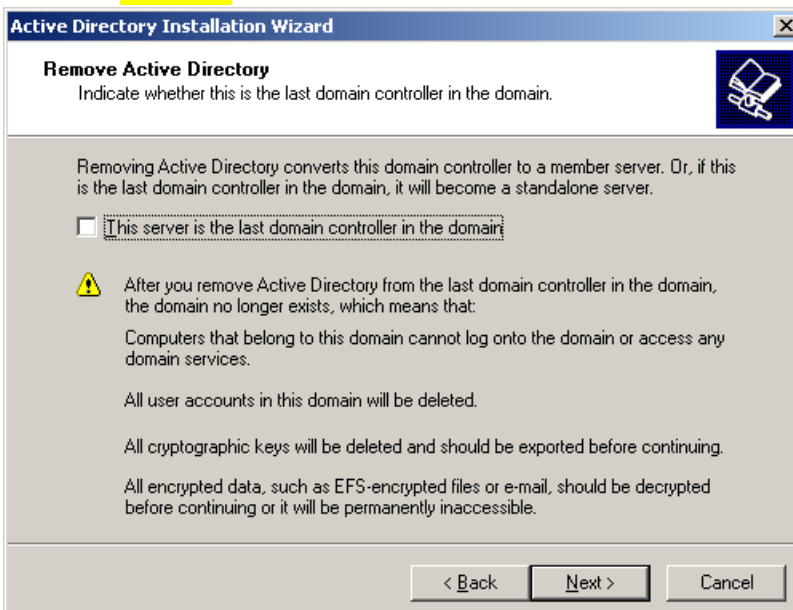 Active Directory Installation Wizard
Remove Active Directory
Indicate whether this is the last domain controller in the domain.
Removing Active Directory converts this domain controller to a member server. Or, if this
is the last domain controller in the domain, it will become a standalone server.
This server is the last domain controller in the domain
After you remove Active Directory from the last domain controller in the domain,
the domain no longer exists, which means that:
Computers that belong to this domain cannot log onto the domain or access any
domain services.
All user accounts in this domain will be deleted.
All cryptographic keys will be deleted and should be exported before continuing.
All encrypted data, such as EFS-encrypted files or e-mail, should be decrypted
before continuing or it will be permanently inaccessible.
< Back Next > Cancel